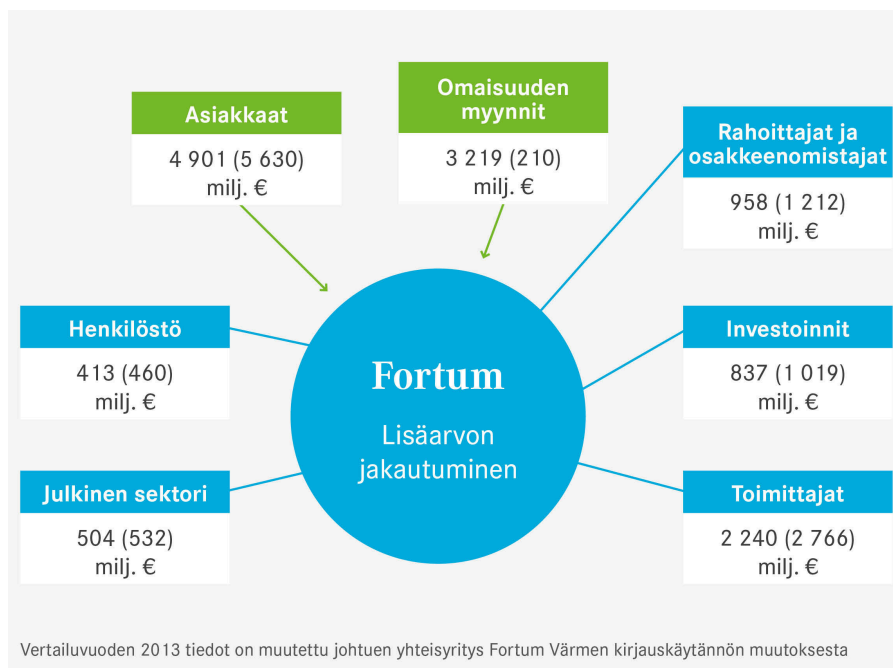 Asiakkaat
4 901 (5 630)
milj. €
Omaisuuden
myynnit
3 219 (210)
milj. €
Rahoittajat ja
osakkeenomistajat
958 (1 212)
milj. €
Henkilöstö
413 (460)
milj. €
Fortum
Lisäarvon
jakautuminen
Investoinnit
837 (1 019)
milj. €
Julkinen sektori
504 (532)
milj. €
Toimittajat
2 240 (2 766)
milj. €
Vertailuvuoden 2013 tiedot on muutettu johtuen yhteisyritys Fortum Värmen kirjauskäytännön muutoksesta